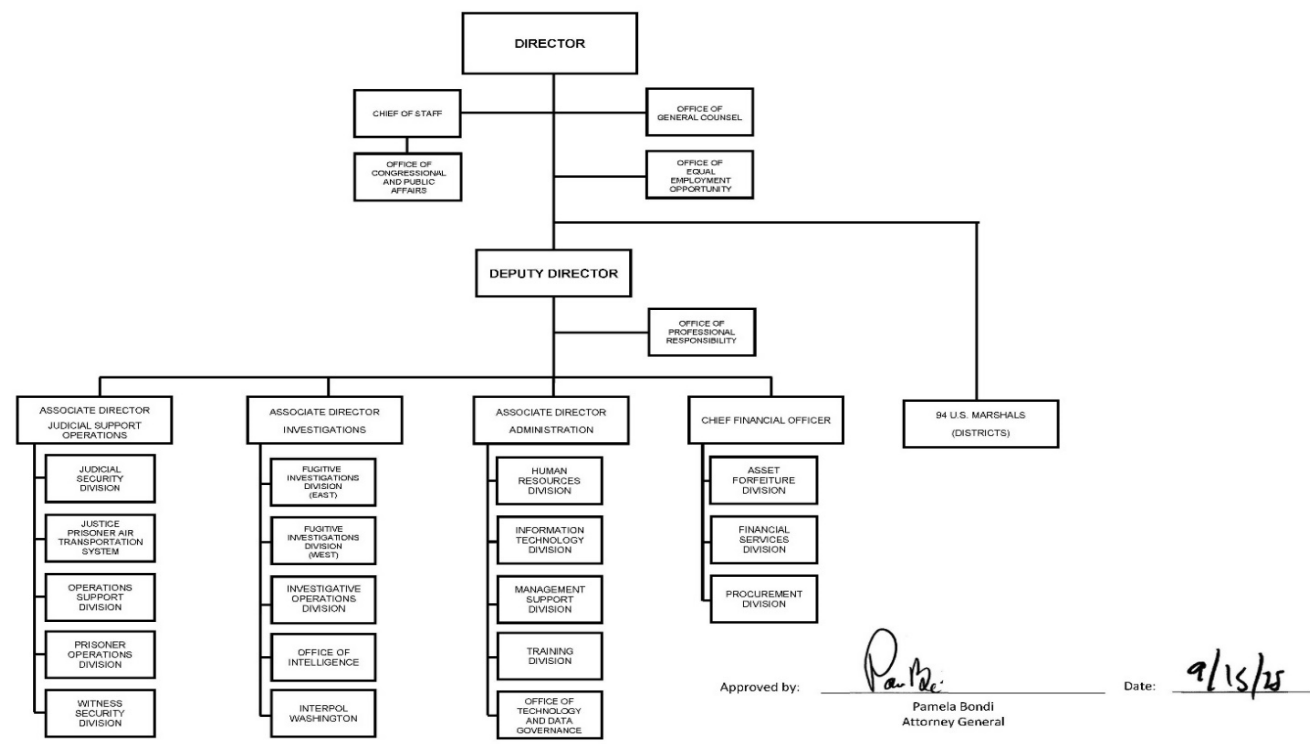 DIRECTOR
CHIEF OF STAFF
OFFICE OF
GENERAL COUNSEL
OFFICE OF
CONGRESSIONAL
AND PUBLIC
AFFAIRS
OFFICE OF
EQUAL
EMPLOYMENT
OPPORTUNITY
DEPUTY DIRECTOR
OFFICE OF
PROFESSIONAL
RESPONSIBILITY
ASSOCIATE DIRECTOR
JUDICIAL SUPPORT
OPERATIONS
JUDICIAL
SECURITY
DIVISION
JUSTICE
PRISONER AIR
TRANSPORTATION
SYSTEM
OPERATIONS
SUPPORT
DIVISION
PRISONER
OPERATIONS
DIVISION
WITNESS
SECURITY
DIVISION
ASSOCIATE DIRECTOR
INVESTIGATIONS
FUGITIVE
INVESTIGATIONS
DIVISION
(EAST)
FUGITIVE
INVESTIGATIONS
DIVISION
(WEST)
INVESTIGATIVE
OPERATIONS
DIVISION
OFFICE OF
INTELLIGENCE
INTERPOL
WASHINGTON
ASSOCIATE DIRECTOR
ADMINISTRATION
HUMAN
RESOURCES
DIVISION
INFORMATION
TECHNOLOGY
DIVISION
MANAGEMENT
SUPPORT
DIVISION
TRAINING
DIVISION
OFFICE OF
TECHNOLOGY
AND DATA
GOVERNANCE
CHIEF FINANCIAL OFFICER
ASSET
FORFEITURE
DIVISION
FINANCIAL
SERVICES
DIVISION
PROCUREMENT
DIVISION
94 U.S. MARSHALS
(DISTRICTS)
Approved by:
Pamela Bondi
Attorney General
Date: 9/15/25